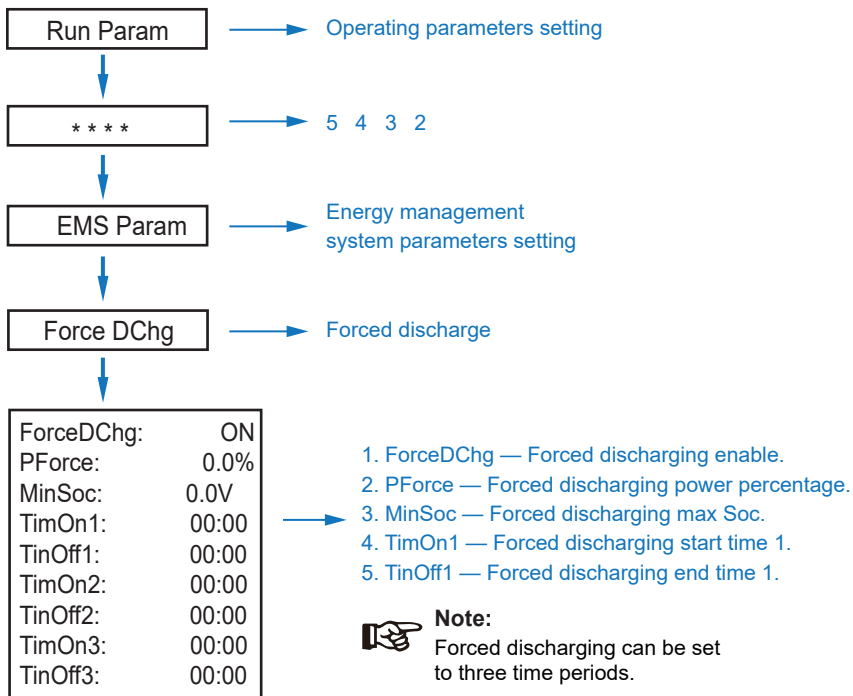 Run Param
Operating parameters setting
* * * *
5 4 3 2
EMS Param
Energy management
system parameters setting
Force DChg
Forced discharge
ForceDChg: ON
PForce: 0.0%
MinSoc: 0.0V
TimOn1: 00:00
TinOff1: 00:00
TimOn2: 00:00
TinOff2: 00:00
TimOn3: 00:00
TinOff3: 00:00
1. ForceDChg — Forced discharging enable.
2. PForce — Forced discharging power percentage.
3. MinSoc — Forced discharging max Soc.
4. TimOn1 — Forced discharging start time 1.
5. TinOff1 — Forced discharging end time 1.
Note:
Forced discharging can be set
to three time periods.